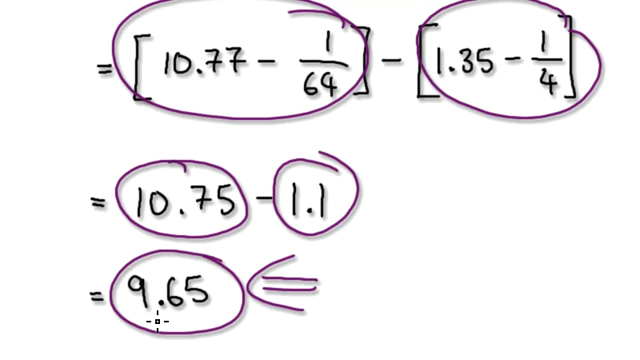 = [ 10.77 - 1/64 ] - [ 1.35 - 1/4 ]
= 10.75 - 1.1
= 9.65